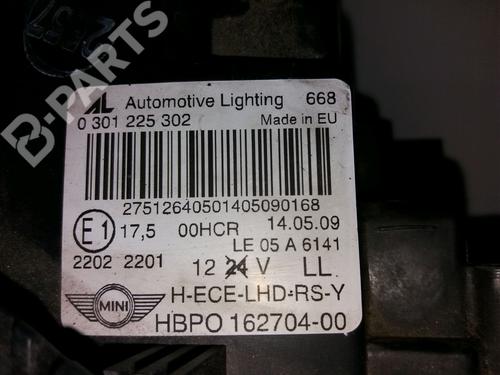 B-PARTS
AL Automotive Lighting 668
0 301 225 302 Made in EU
27512640501405090168
E1 17,5 00HCR 14.05.09
LE 05 A 6141
2202 2201 12 24 V LL
MINI H-ECE-LHD-RS-Y
HBPO 162704-00